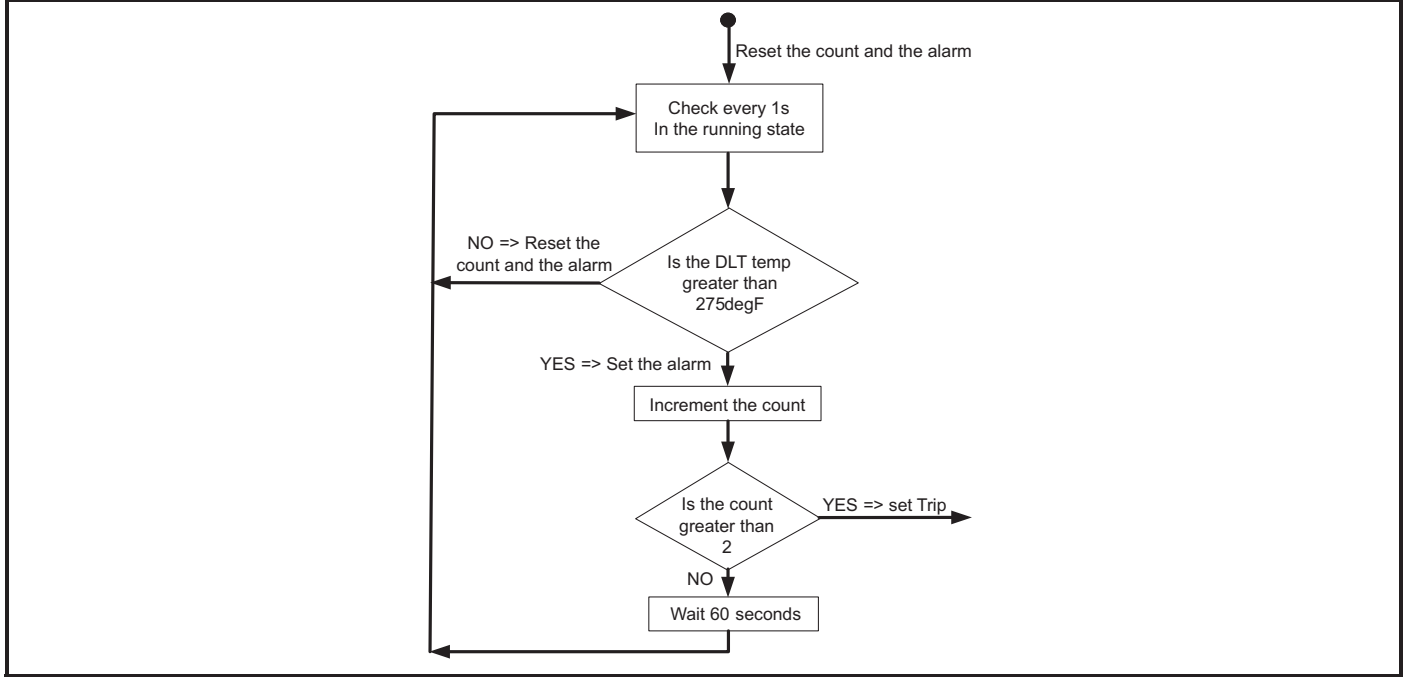 Reset the count and the alarm
Check every 1s
In the running state
NO => Reset the
count and the alarm
Is the DLT temp
greater than
275degF
YES => Set the alarm
Increment the count
Is the count
greater than
2
YES => set Trip
NO
Wait 60 seconds